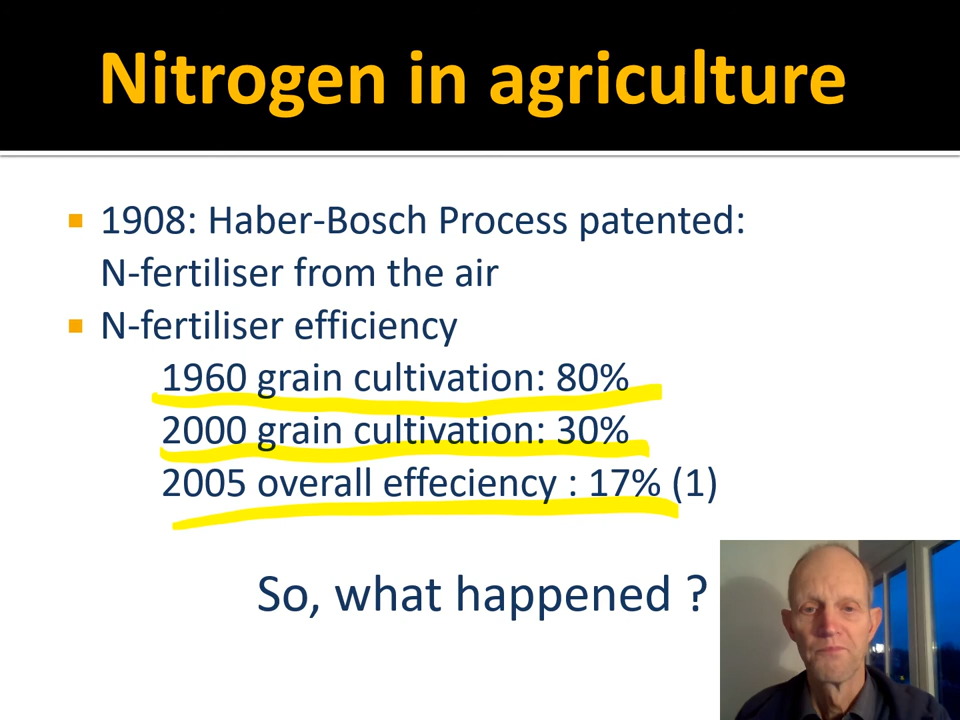 Nitrogen in agriculture
1908: Haber-Bosch Process patented:
N-fertiliser from the air
N-fertiliser efficiency
1960 grain cultivation: 80%
2000 grain cultivation: 30%
2005 overall effeciency : 17% (1)
So, what happened ?